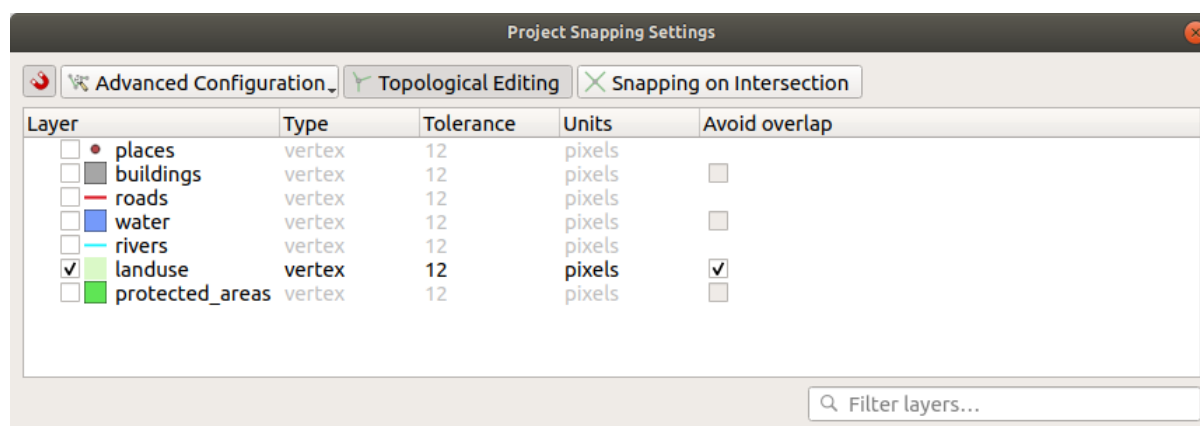 Project Snapping Settings
Advanced Configuration Topological Editing Snapping on Intersection
Layer Type Tolerance Units Avoid overlap
places vertex 12 pixels
buildings vertex 12 pixels
roads vertex 12 pixels
water vertex 12 pixels
rivers vertex 12 pixels
landuse vertex 12 pixels
protected_areas vertex 12 pixels
Filter layers...